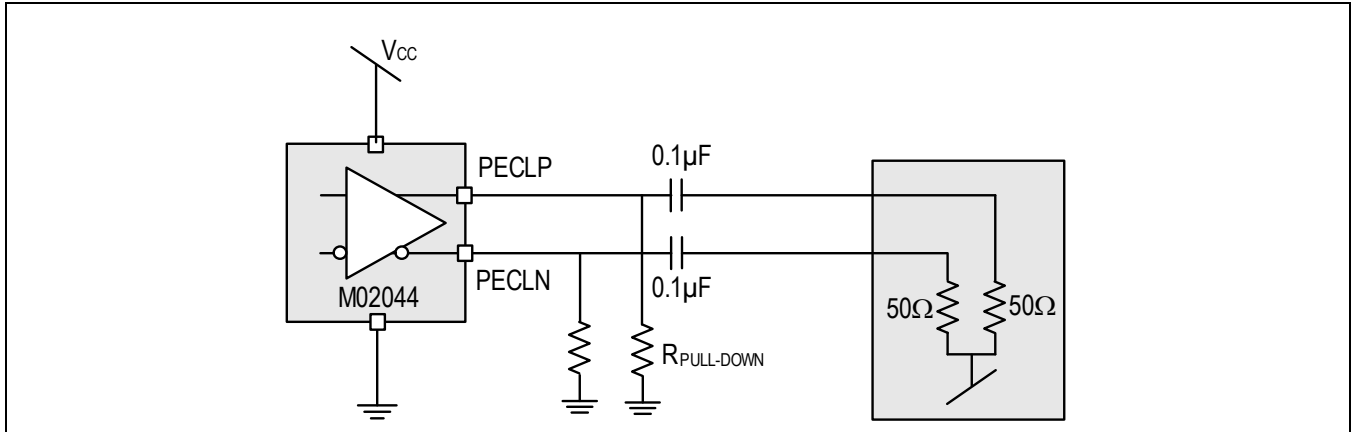 VCC
PECLP
0.1µF
PECLN
0.1µF
M02044
50Ω
50Ω
RPULL-DOWN